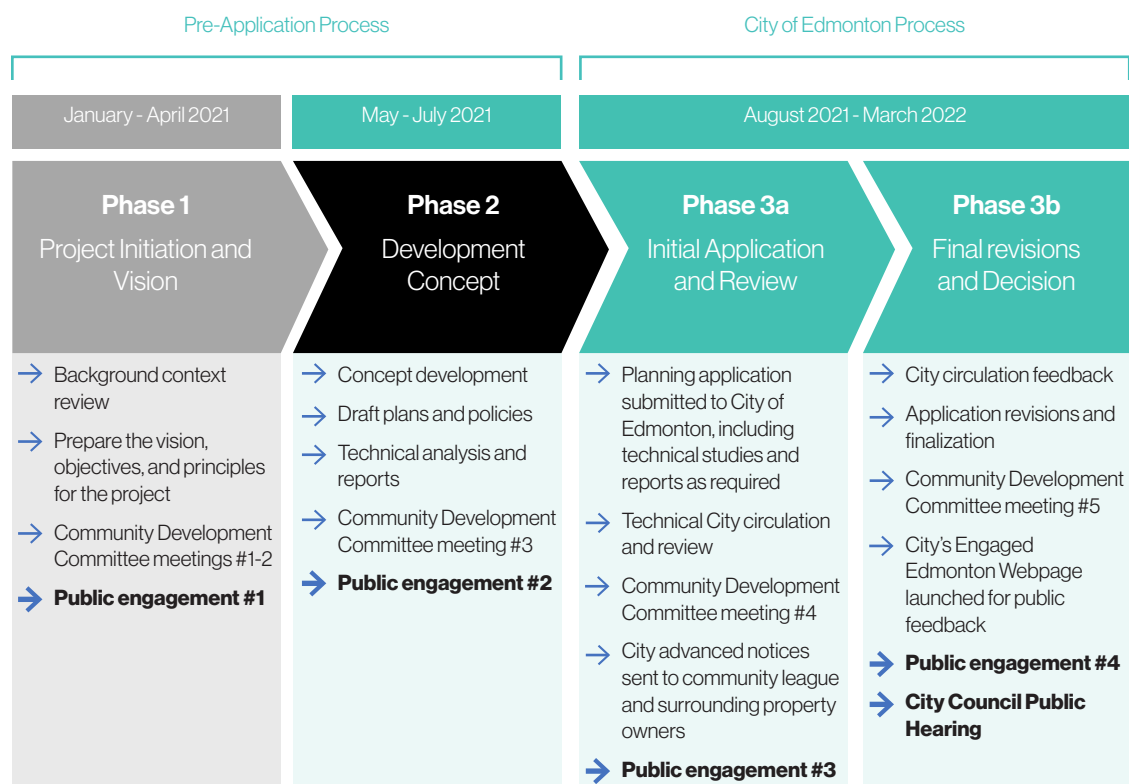 Pre-Application Process
City of Edmonton Process
January - April 2021
May - July 2021
August 2021 - March 2022
Phase 1
Project Initiation and
Vision
Phase 2
Development
Concept
Phase 3a
Initial Application
and Review
Phase 3b
Final revisions
and Decision
Background context
review
Prepare the vision,
objectives, and principles
for the project
Community Development
Committee meetings #1-2
Public engagement #1
Concept development
Draft plans and policies
Technical analysis and
reports
Community Development
Committee meeting #3
Public engagement #2
Planning application
submitted to City of
Edmonton, including
technical studies and
reports as required
Technical City circulation
and review
Community Development
Committee meeting #4
City advanced notices
sent to community league
and surrounding property
owners
Public engagement #3
City circulation feedback
Application revisions and
finalization
Community Development
Committee meeting #5
City's Engaged
Edmonton Webpage
launched for public
feedback
Public engagement #4
City Council Public
Hearing